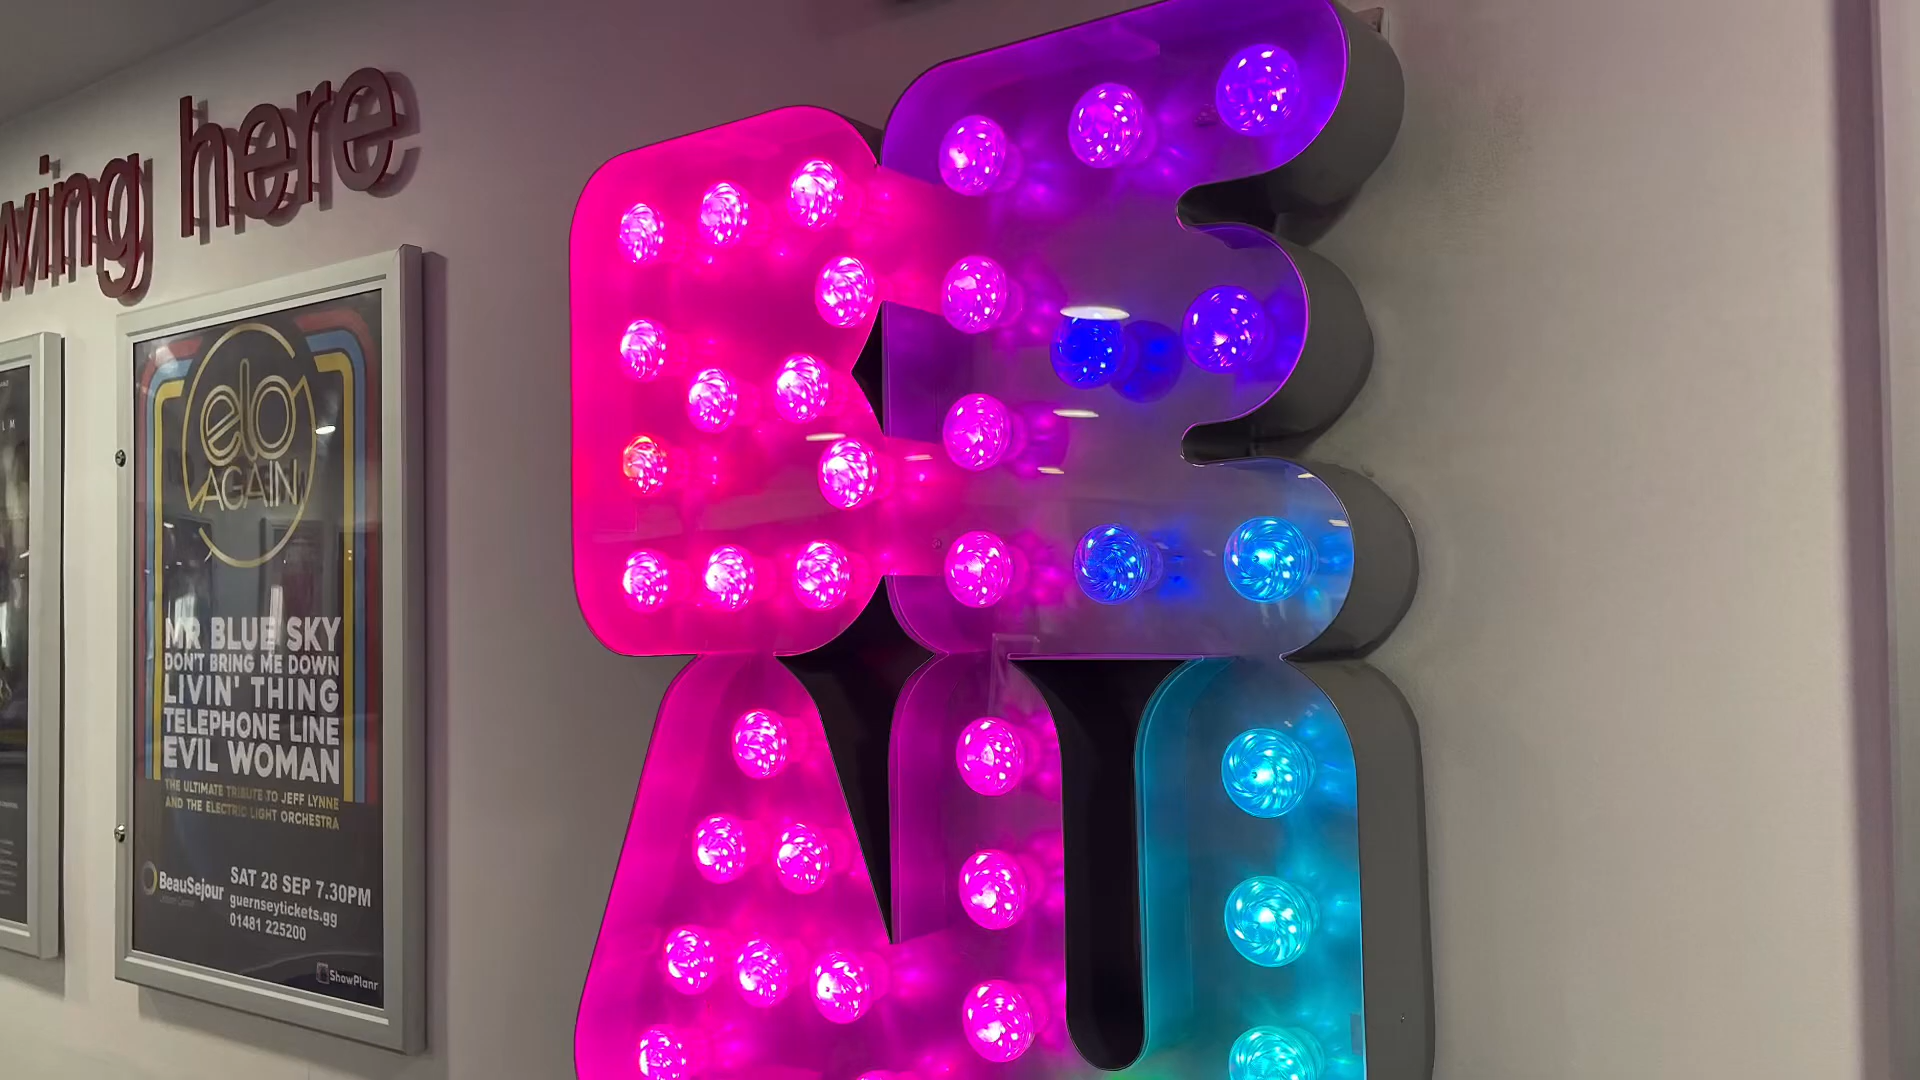 wing here
elo
AGAIN
MR BLUE SKY
DON'T BRING ME DOWN
LIVIN' THING
TELEPHONE LINE
EVIL WOMAN
THE ULTIMATE TRIBUTE TO JEFF LYNNE
AND THE ELECTRIC LIGHT ORCHESTRA
BeauSejour
SAT 28 SEP 7.30PM
guernseytickets.gg
01481 225200
ShowPlanr
BE
AU